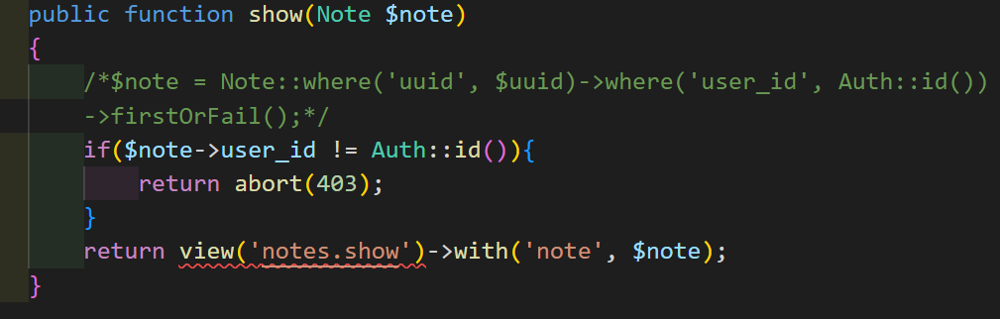 public function show(Note $note)
{
/*$note = Note::where('uuid', $uuid)->where('user_id', Auth::id())
->firstOrFail();*/
if($note->user_id != Auth::id()){
return abort(403);
}
return view('notes.show')->with('note', $note);
}